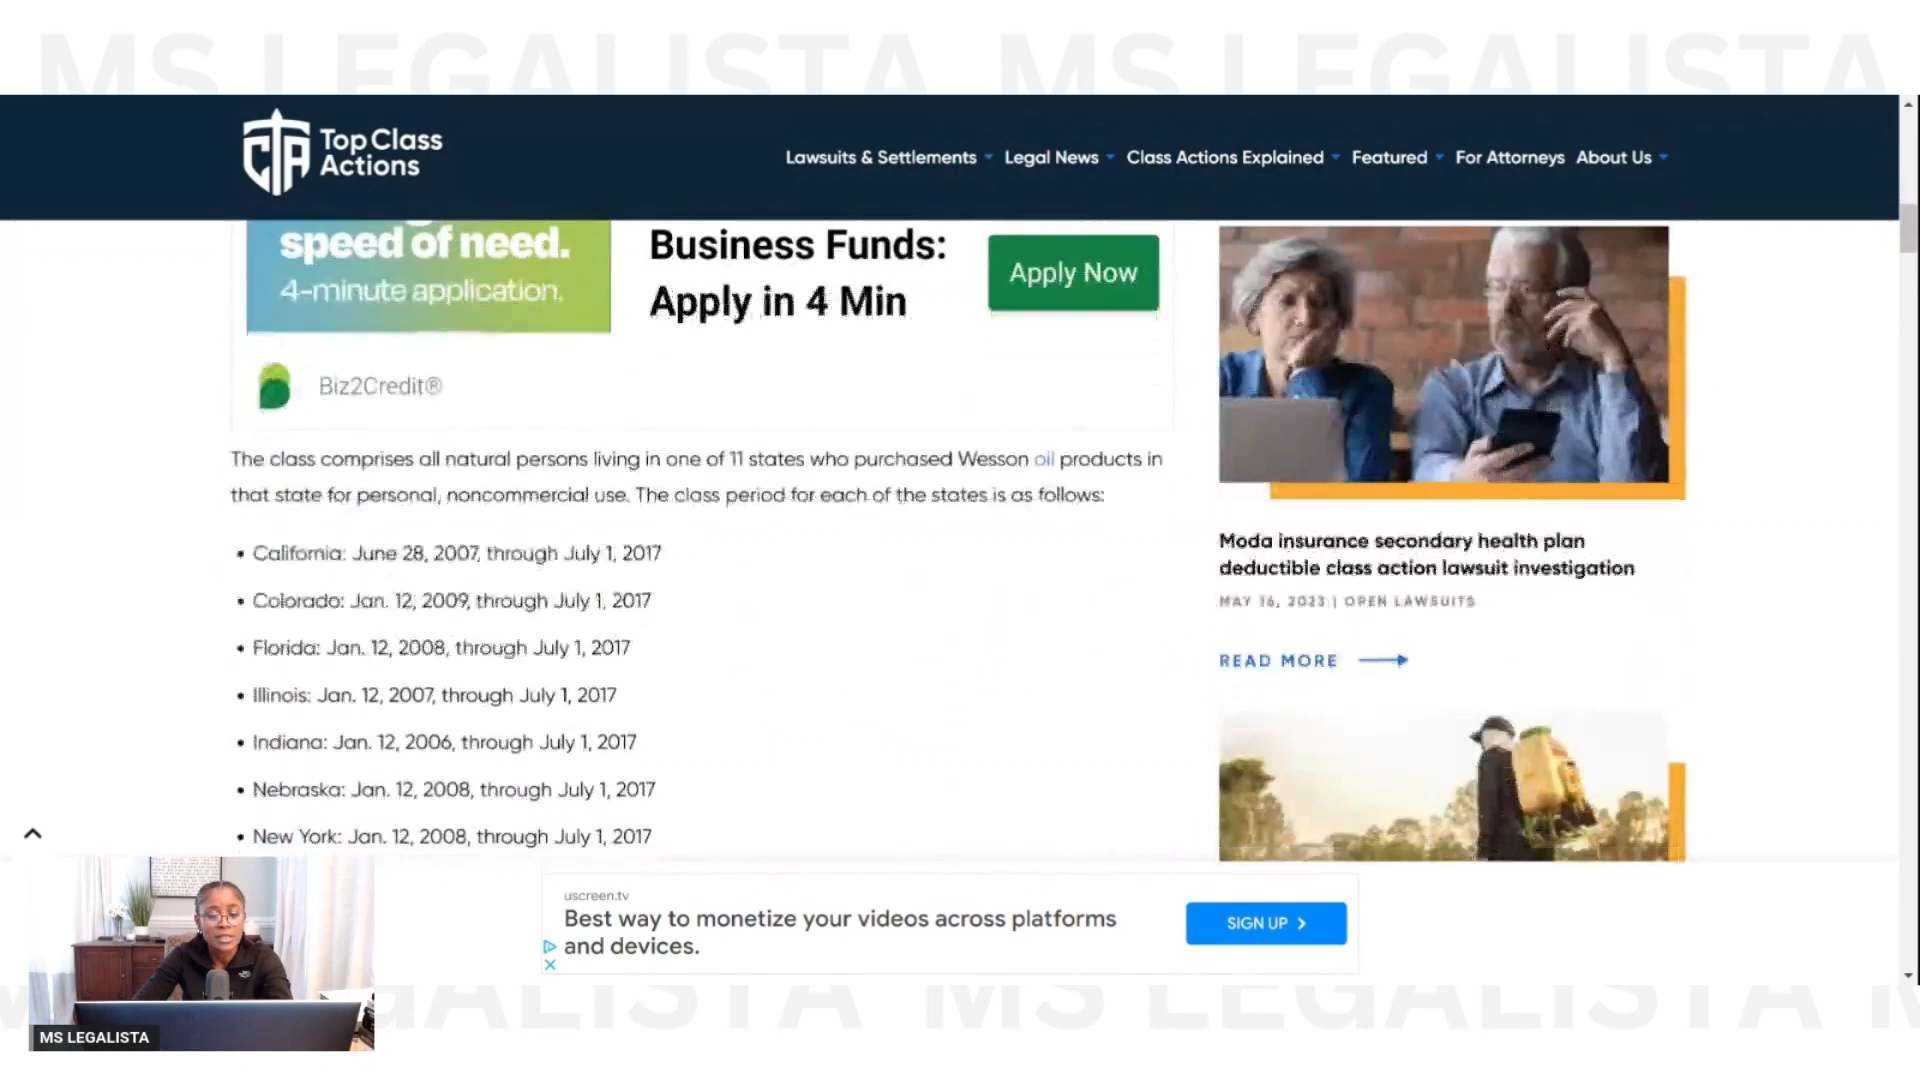 MS LEGALISTA MS LEGALISTA
Top Class
Actions
Lawsuits & Settlements Legal News Class Actions Explained Featured For Attorneys About Us
speed of need.
4-minute application.
Business Funds:
Apply in 4 Min
Apply Now
Biz2Credit®
The class comprises all natural persons living in one of 11 states who purchased Wesson oil products in
that state for personal, noncommercial use. The class period for each of the states is as follows:
• California: June 28, 2007, through July 1, 2017
• Colorado: Jan. 12, 2009, through July 1, 2017
• Florida: Jan. 12, 2008, through July 1, 2017
• Illinois: Jan. 12, 2007, through July 1, 2017
• Indiana: Jan. 12, 2006, through July 1, 2017
• Nebraska: Jan. 12, 2008, through July 1, 2017
• New York: Jan. 12, 2008, through July 1, 2017
Moda insurance secondary health plan
deductible class action lawsuit investigation
MAY 16, 2023 | OPEN LAWSUITS
READ MORE
uscreen.tv
Best way to monetize your videos across platforms
and devices.
SIGN UP
MS LEGALISTA
LEGALISTA MS LEGALISTA M